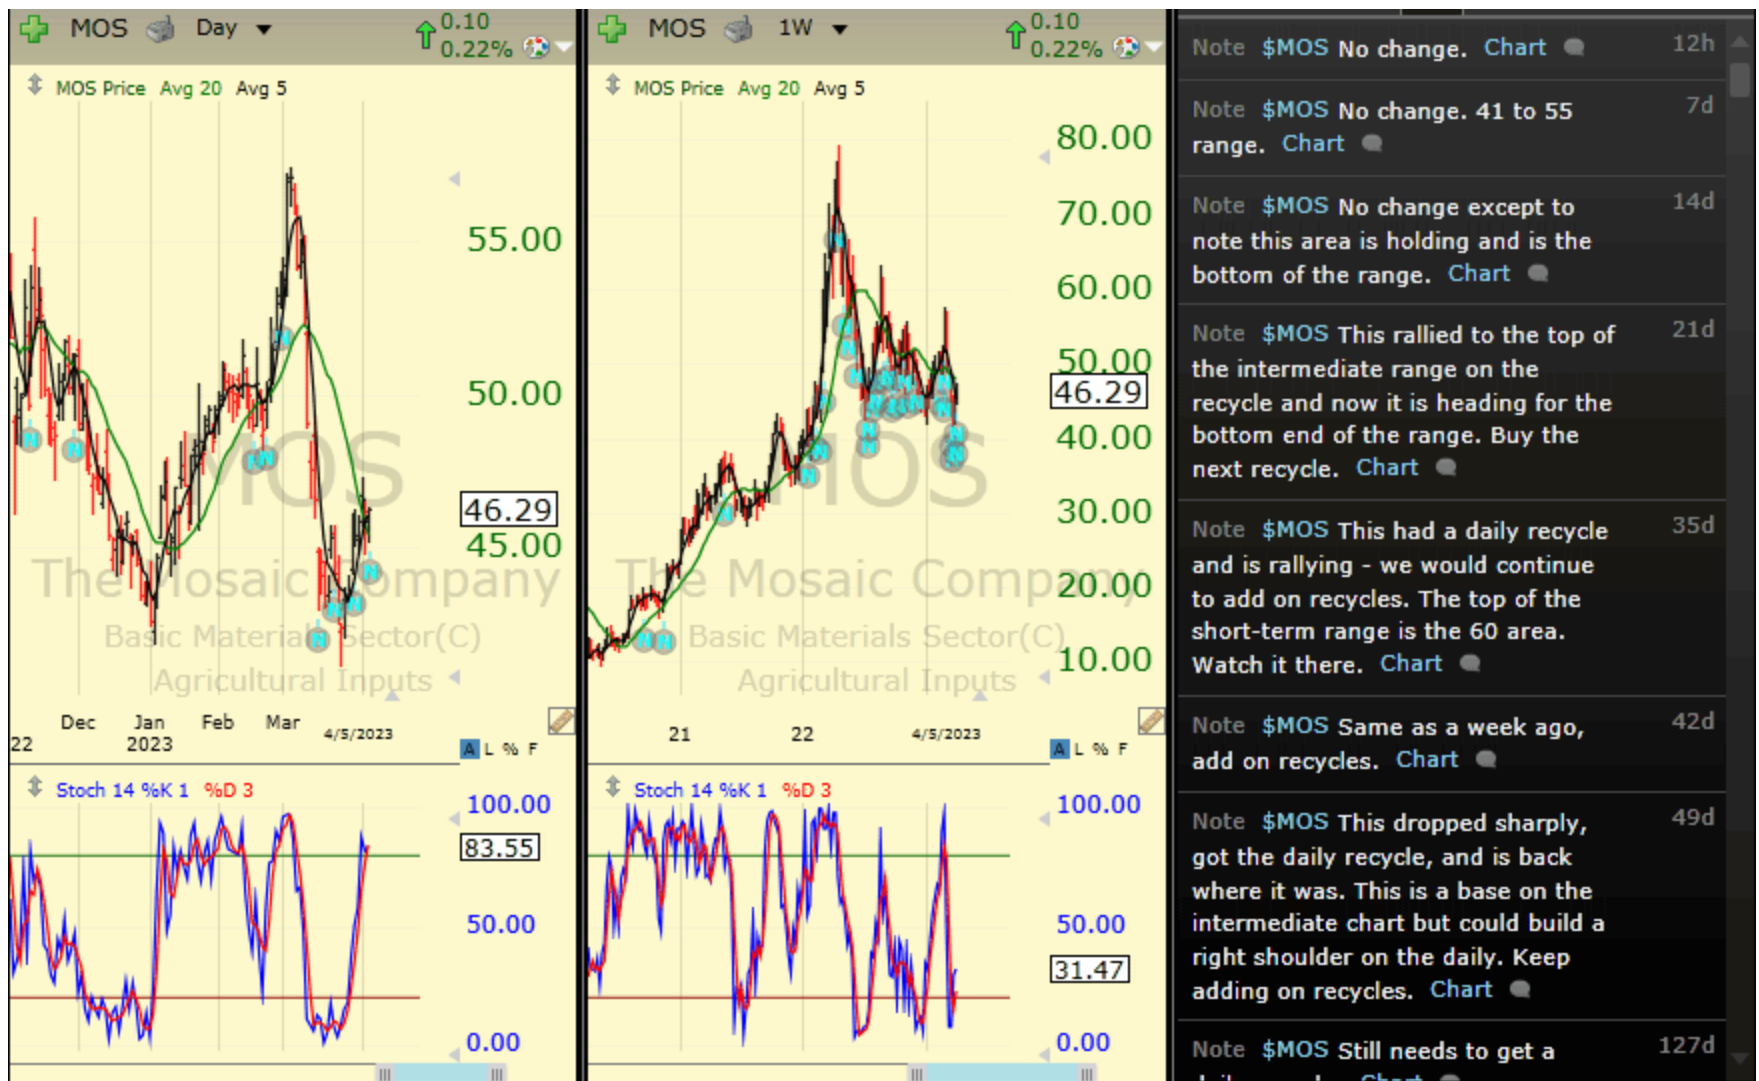 MOS Day 0.10
0.22%
MOS Price Avg 20 Avg 5
55.00
50.00
46.29
45.00
MOS
The Mosaic Company
Basic Materials Sector(C)
Agricultural Inputs
Dec Jan Feb Mar
22 2023 4/5/2023
A L % F
Stoch 14 %K 1 %D 3
100.00
83.55
50.00
0.00
MOS 1W 0.10
0.22%
MOS Price Avg 20 Avg 5
80.00
70.00
60.00
50.00
46.29
40.00
30.00
20.00
10.00
MOS
The Mosaic Company
Basic Materials Sector(C)
Agricultural Inputs
21 22 4/5/2023
A L % F
Stoch 14 %K 1 %D 3
100.00
50.00
31.47
0.00
Note $MOS No change. Chart 12h
Note $MOS No change. 41 to 55 7d
range. Chart
Note $MOS No change except to 14d
note this area is holding and is the
bottom of the range. Chart
Note $MOS This rallied to the top of 21d
the intermediate range on the
recycle and now it is heading for the
bottom end of the range. Buy the
next recycle. Chart
Note $MOS This had a daily recycle 35d
and is rallying - we would continue
to add on recycles. The top of the
short-term range is the 60 area.
Watch it there. Chart
Note $MOS Same as a week ago, 42d
add on recycles. Chart
Note $MOS This dropped sharply, 49d
got the daily recycle, and is back
where it was. This is a base on the
intermediate chart but could build a
right shoulder on the daily. Keep
adding on recycles. Chart
Note $MOS Still needs to get a 127d